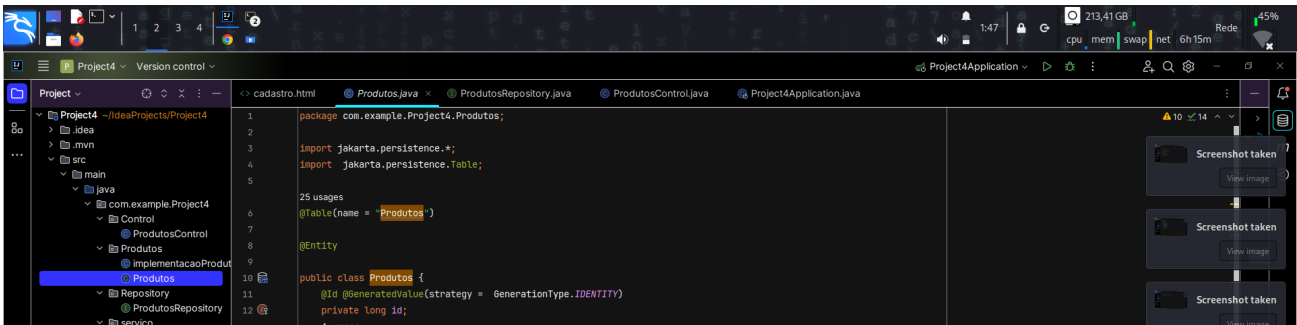 1 2 3 4
1:47
213,41 GB
cpu mem swap net 6h15m
Rede
45%
P Project4 Version control
Project4Application
Project
cadastro.html Produtos.java ProdutosRepository.java ProdutosControl.java Project4Application.java
Project4 ~/IdeaProjects/Project4
.idea
.mvn
src
main
java
com.example.Project4
Control
ProdutosControl
Produtos
implementacaoProdut
Produtos
Repository
ProdutosRepository
servico
1 package com.example.Project4.Produtos;
2
3 import jakarta.persistence.*;
4 import jakarta.persistence.Table;
5
25 usages
6 @Table(name = "Produtos")
7
8 @Entity
9
10 public class Produtos {
11 @Id @GeneratedValue(strategy = GenerationType.IDENTITY)
12 private long id;
10 14
Screenshot taken
View image
Screenshot taken
View image
Screenshot taken
View image